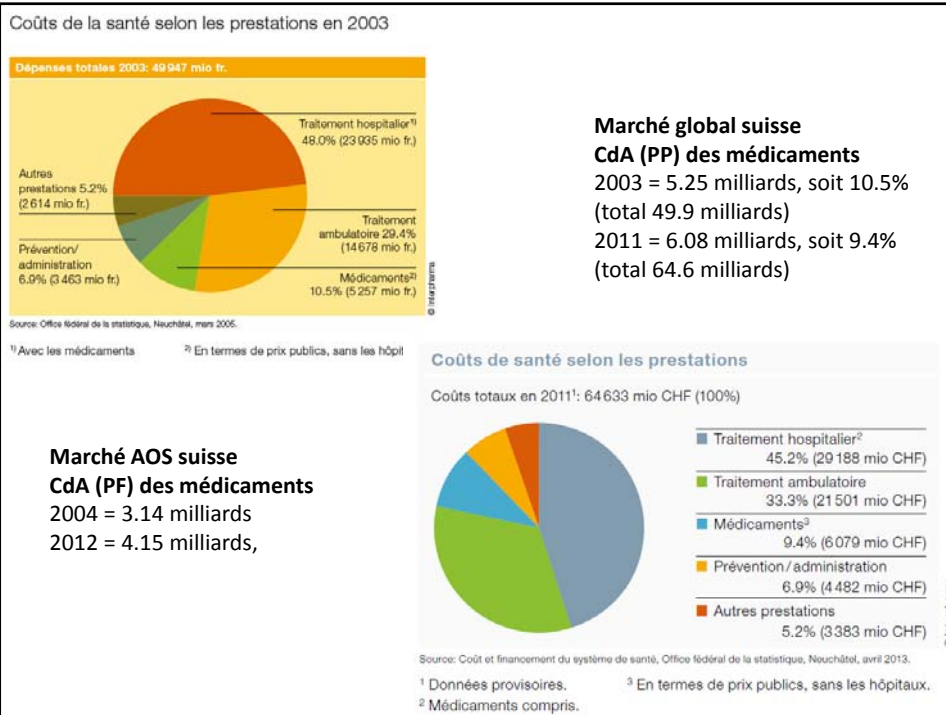 Coûts de la santé selon les prestations en 2003
Dépenses totales 2003: 49 947 mio fr.
Traitement hospitalier¹⁾
48.0% (23 935 mio fr.)
Autres
prestations 5.2%
(2 614 mio fr.)
Traitement
ambulatoire 29.4%
(14 678 mio fr.)
Prévention/
administration
6.9% (3 463 mio fr.)
Médicaments²⁾
10.5% (5 257 mio fr.)
© Interpharma
Source: Office fédéral de la statistique, Neuchâtel, mars 2005.
¹⁾ Avec les médicaments
²⁾ En termes de prix publics, sans les hôpit
Marché global suisse
CdA (PP) des médicaments
2003 = 5.25 milliards, soit 10.5%
(total 49.9 milliards)
2011 = 6.08 milliards, soit 9.4%
(total 64.6 milliards)
Marché AOS suisse
CdA (PF) des médicaments
2004 = 3.14 milliards
2012 = 4.15 milliards,
Coûts de santé selon les prestations
Coûts totaux en 2011¹: 64 633 mio CHF (100%)
Traitement hospitalier²
45.2% (29 188 mio CHF)
Traitement ambulatoire
33.3% (21 501 mio CHF)
Médicaments³
9.4% (6 079 mio CHF)
Prévention/administration
6.9% (4 482 mio CHF)
Autres prestations
5.2% (3 383 mio CHF)
Source: Coût et financement du système de santé, Office fédéral de la statistique, Neuchâtel, avril 2013.
¹ Données provisoires.
³ En termes de prix publics, sans les hôpitaux.
² Médicaments compris.